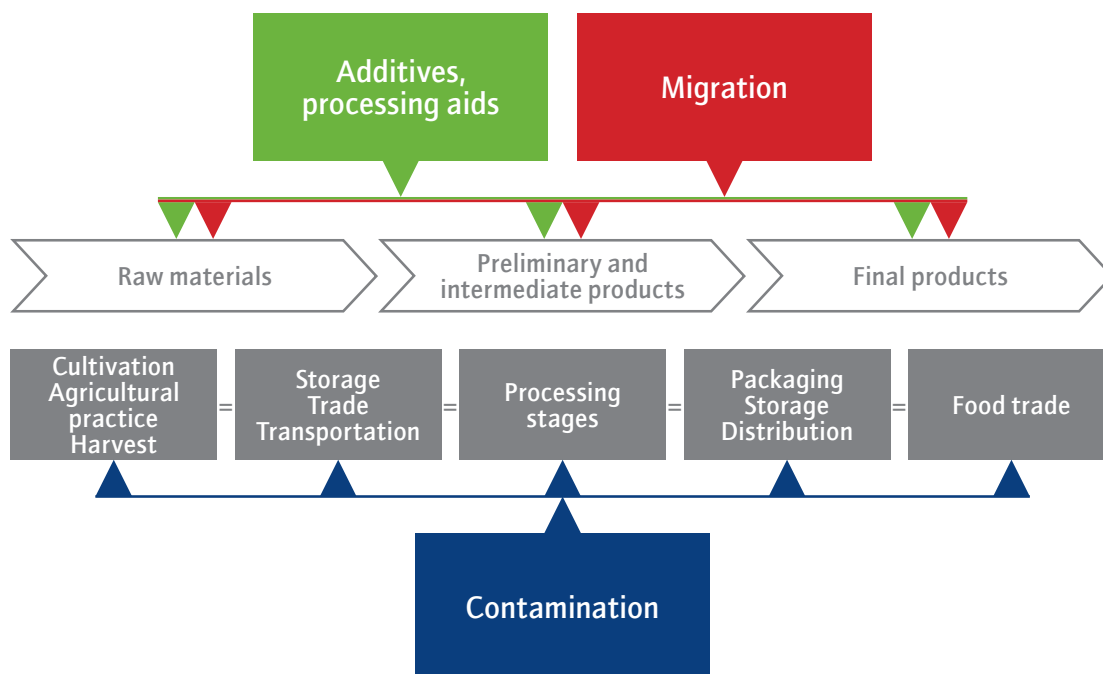 Additives,
processing aids
Migration
Raw materials
Preliminary and
intermediate products
Final products
Cultivation
Agricultural
practice
Harvest
=
Storage
Trade
Transportation
=
Processing
stages
=
Packaging
Storage
Distribution
=
Food trade
Contamination